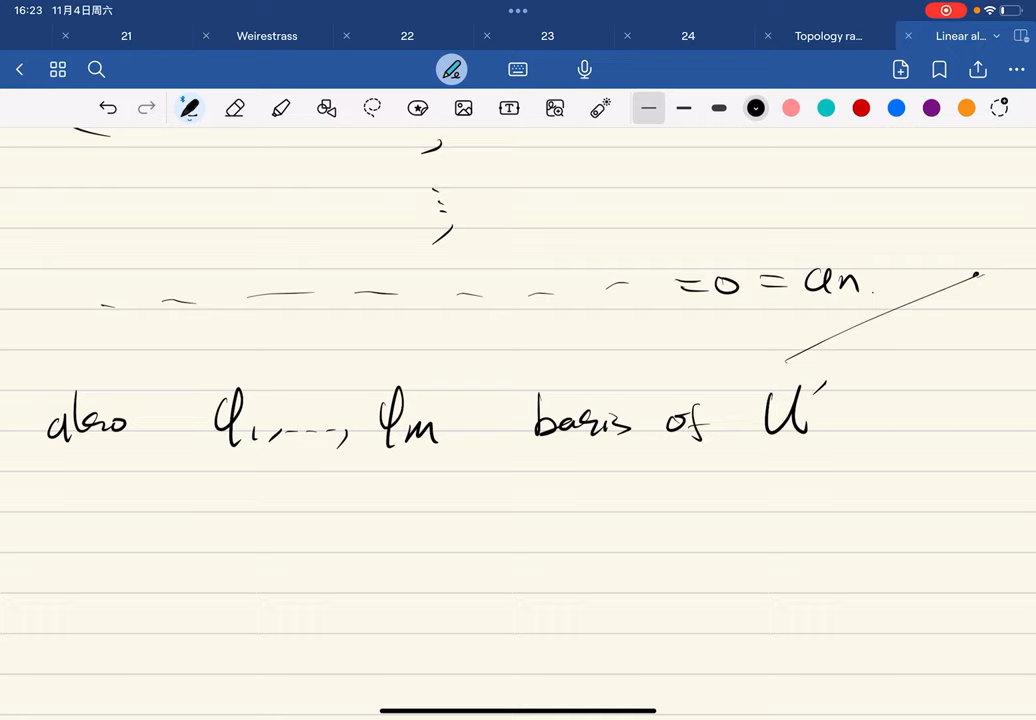 16:23 11月4日周六
21 Weirestrass 22 23 24 Topology ra... Linear al...
=0 = an.
also φ1,---, φm basis of U'